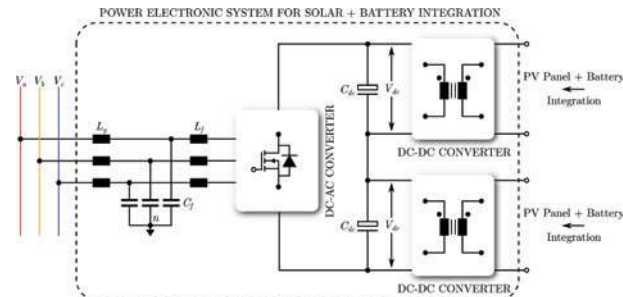 POWER ELECTRONIC SYSTEM FOR SOLAR + BATTERY INTEGRATION
Va Vb Vc
Lg Lf
Cf
n
DC-AC CONVERTER
Cdc
Vdc
DC-DC CONVERTER
PV Panel + Battery
Integration
Cdc
Vdc
DC-DC CONVERTER
PV Panel + Battery
Integration